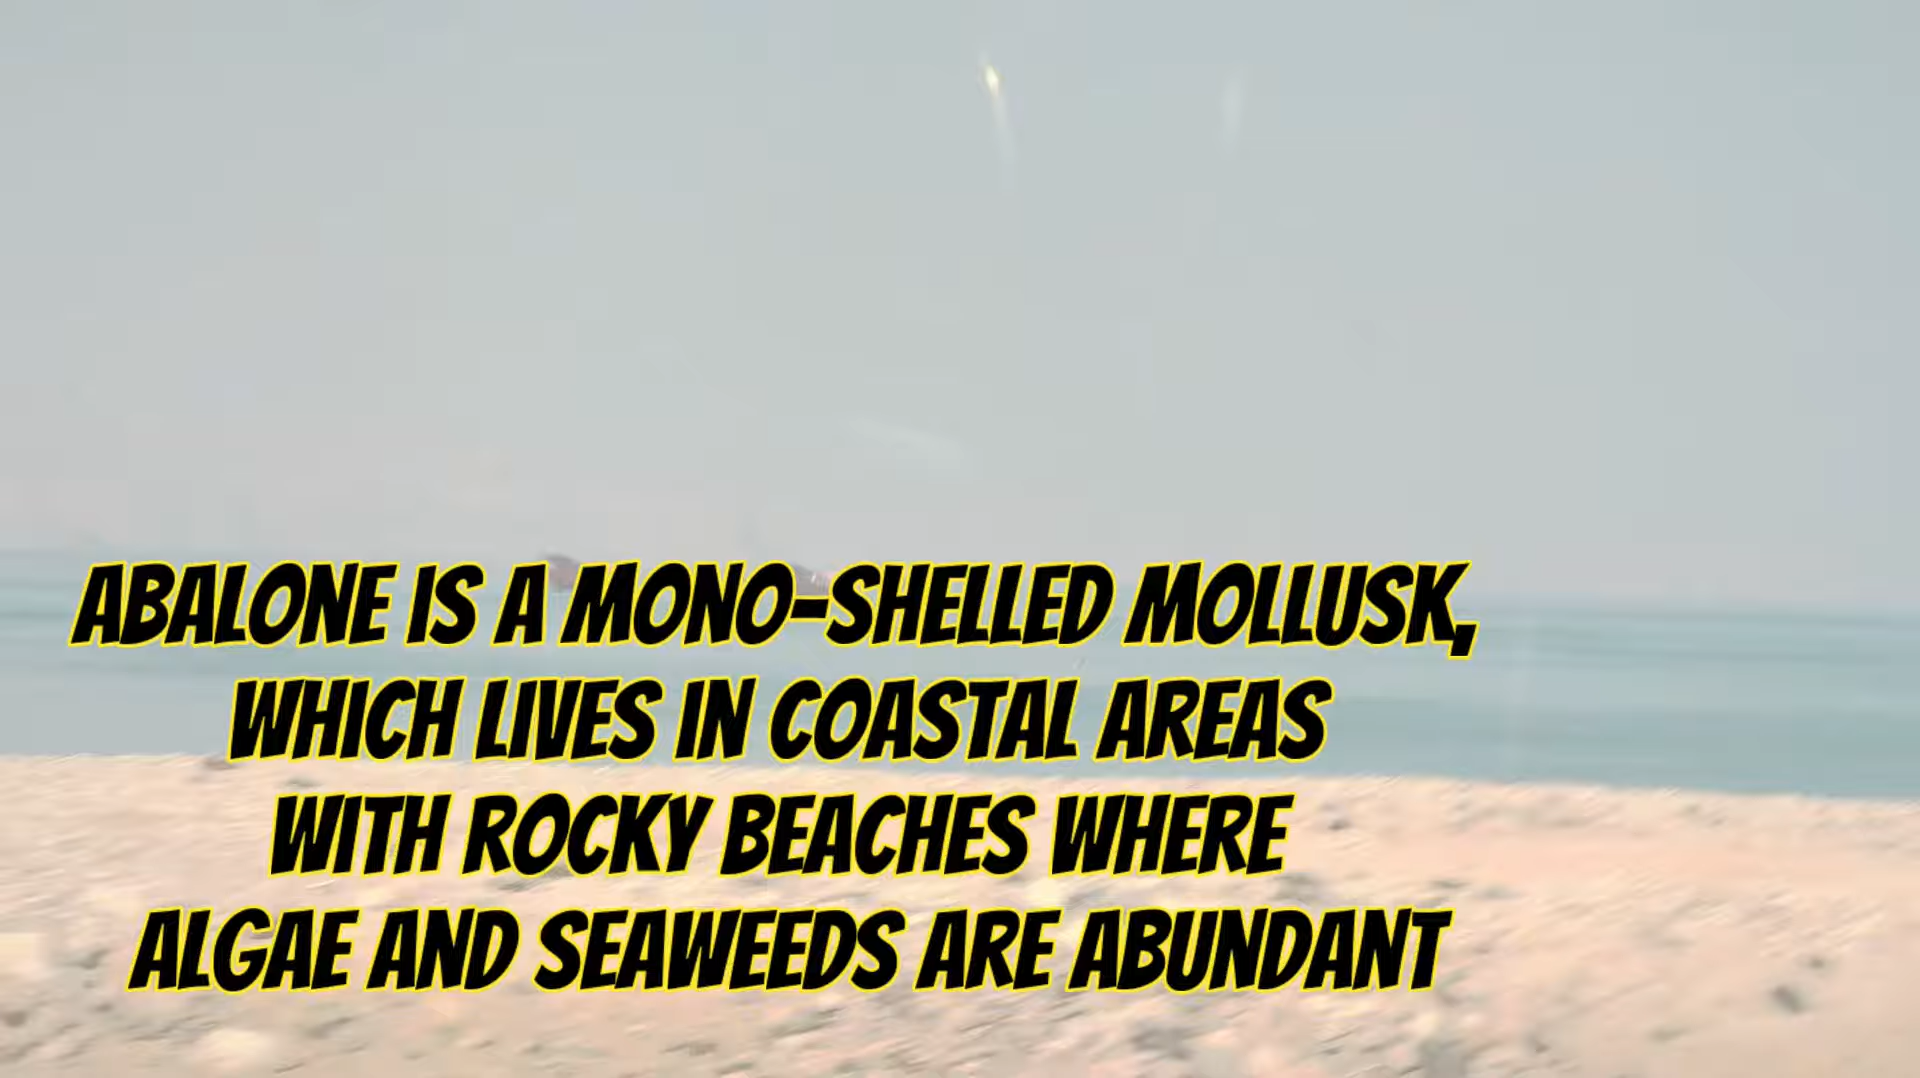 ABALONE IS A MONO-SHELLED MOLLUSK,
WHICH LIVES IN COASTAL AREAS
WITH ROCKY BEACHES WHERE
ALGAE AND SEAWEEDS ARE ABUNDANT